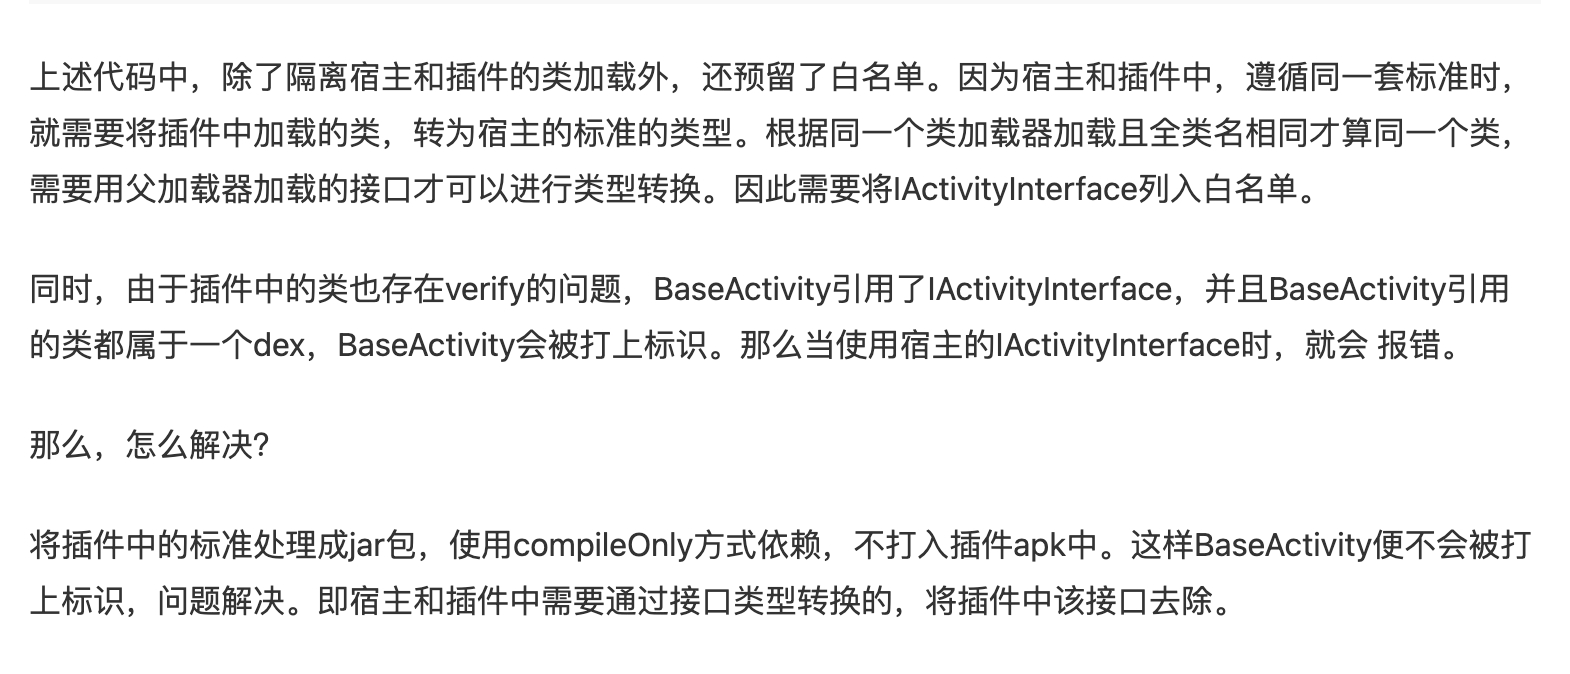 上述代码中，除了隔离宿主和插件的类加载外，还预留了白名单。因为宿主和插件中，遵循同一套标准时，
就需要将插件中加载的类，转为宿主的标准的类型。根据同一个类加载器加载且全类名相同才算同一个类，
需要用父加载器加载的接口才可以进行类型转换。因此需要将IActivityInterface列入白名单。
同时，由于插件中的类也存在verify的问题，BaseActivity引用了IActivityInterface，并且BaseActivity引用
的类都属于一个dex，BaseActivity会被打上标识。那么当使用宿主的IActivityInterface时，就会 报错。
那么，怎么解决？
将插件中的标准处理成jar包，使用compileOnly方式依赖，不打入插件apk中。这样BaseActivity便不会被打
上标识，问题解决。即宿主和插件中需要通过接口类型转换的，将插件中该接口去除。